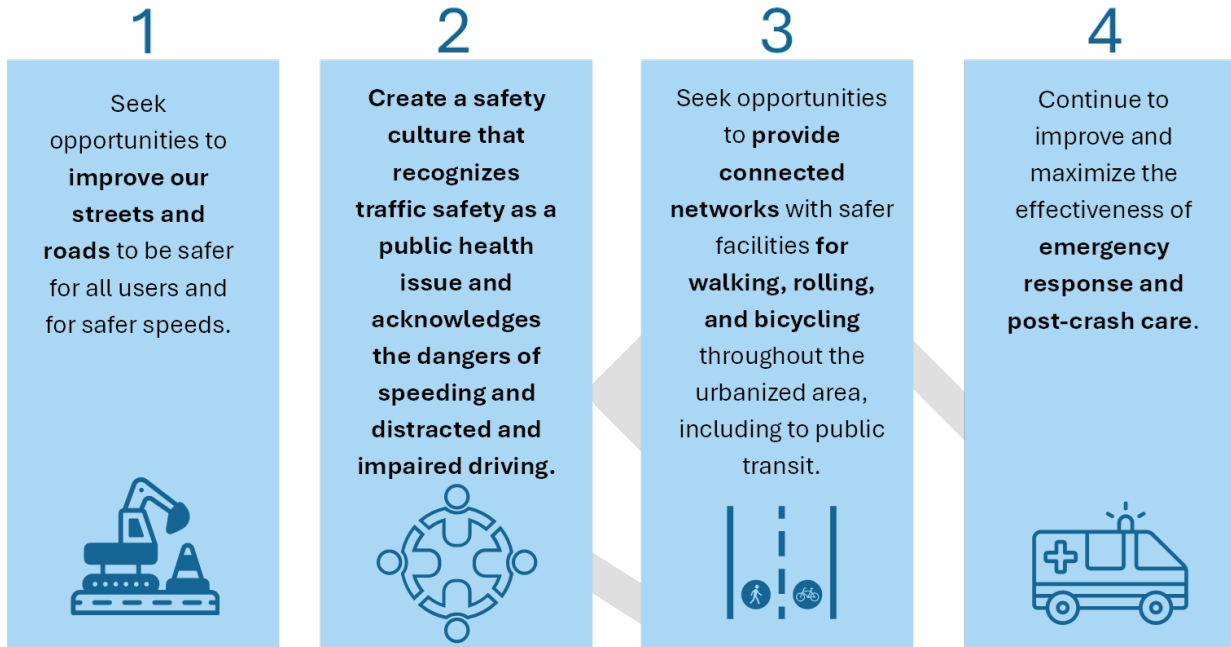 1
Seek
opportunities to
improve our
streets and
roads to be safer
for all users and
for safer speeds.
2
Create a safety
culture that
recognizes
traffic safety as a
public health
issue and
acknowledges
the dangers of
speeding and
distracted and
impaired driving.
3
Seek opportunities
to provide
connected
networks with safer
facilities for
walking, rolling,
and bicycling
throughout the
urbanized area,
including to public
transit.
4
Continue to
improve and
maximize the
effectiveness of
emergency
response and
post-crash care.